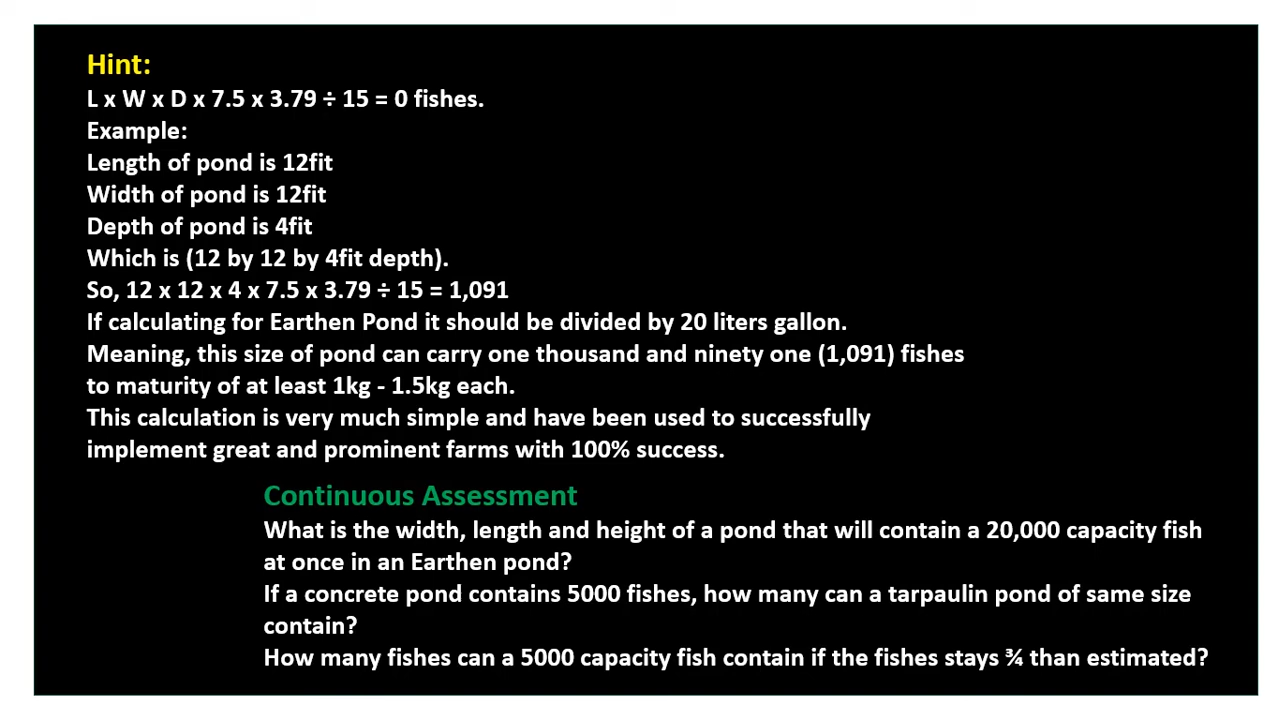 Hint:
L x W x D x 7.5 x 3.79 ÷ 15 = 0 fishes.
Example:
Length of pond is 12fit
Width of pond is 12fit
Depth of pond is 4fit
Which is (12 by 12 by 4fit depth).
So, 12 x 12 x 4 x 7.5 x 3.79 ÷ 15 = 1,091
If calculating for Earthen Pond it should be divided by 20 liters gallon.
Meaning, this size of pond can carry one thousand and ninety one (1,091) fishes
to maturity of at least 1kg - 1.5kg each.
This calculation is very much simple and have been used to successfully
implement great and prominent farms with 100% success.
Continuous Assessment
What is the width, length and height of a pond that will contain a 20,000 capacity fish
at once in an Earthen pond?
If a concrete pond contains 5000 fishes, how many can a tarpaulin pond of same size
contain?
How many fishes can a 5000 capacity fish contain if the fishes stays ¾ than estimated?